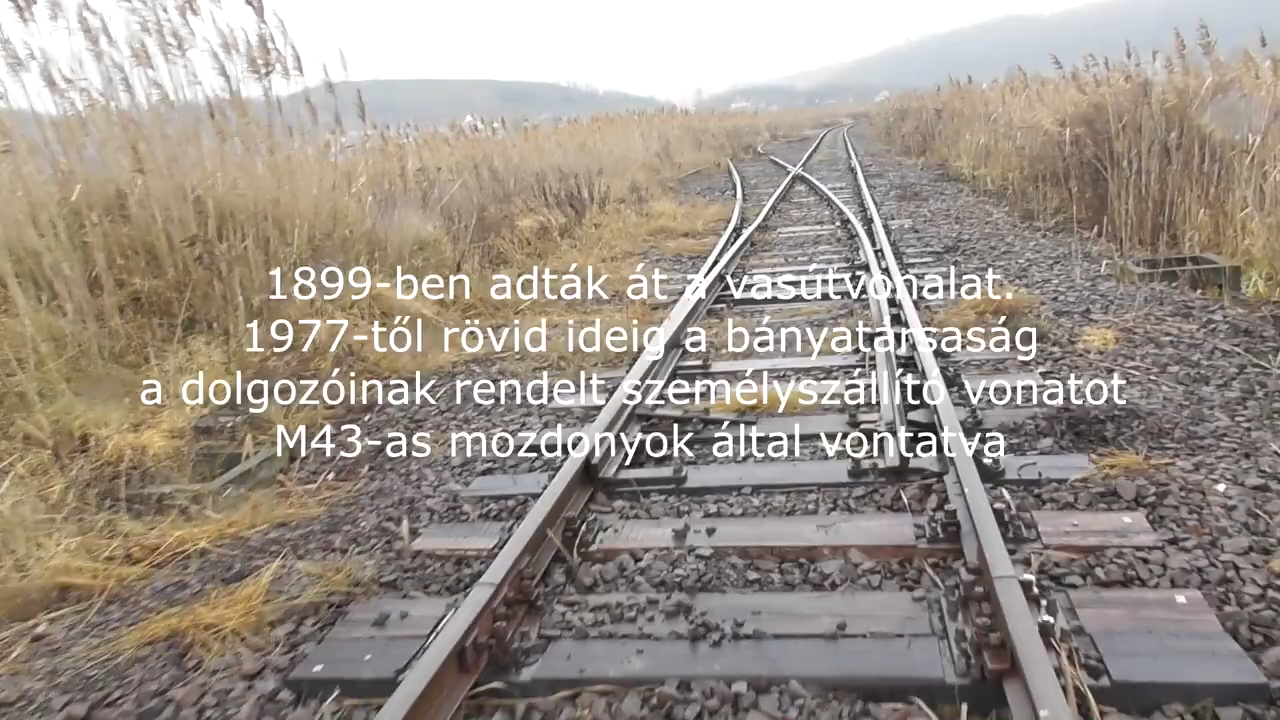 1899-ben adták át a vasútvonalat.
1977-től rövid ideig a bányatársaság
a dolgozóinak rendelt személyszállító vonatot
M43-as mozdonyok által vontatva